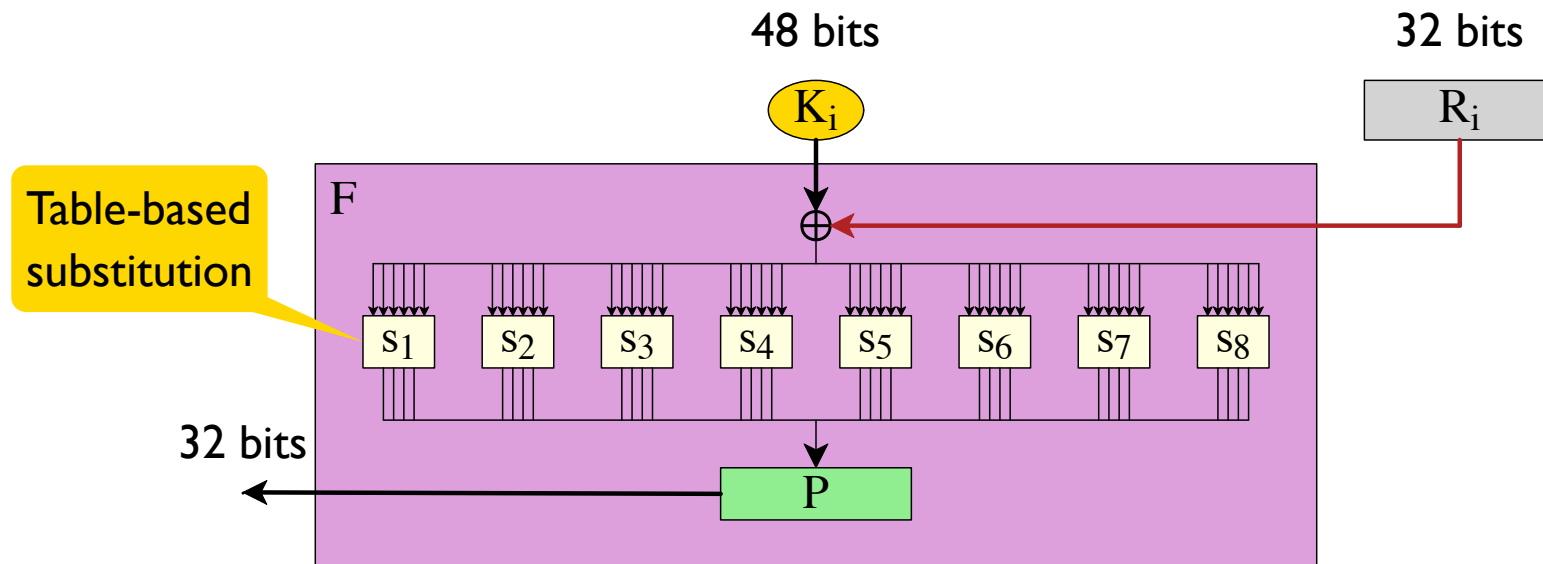 48 bits
32 bits
Kᵢ
Rᵢ
Table-based
substitution
F
S₁ S₂ S₃ S₄ S₅ S₆ S₇ S₈
32 bits
P